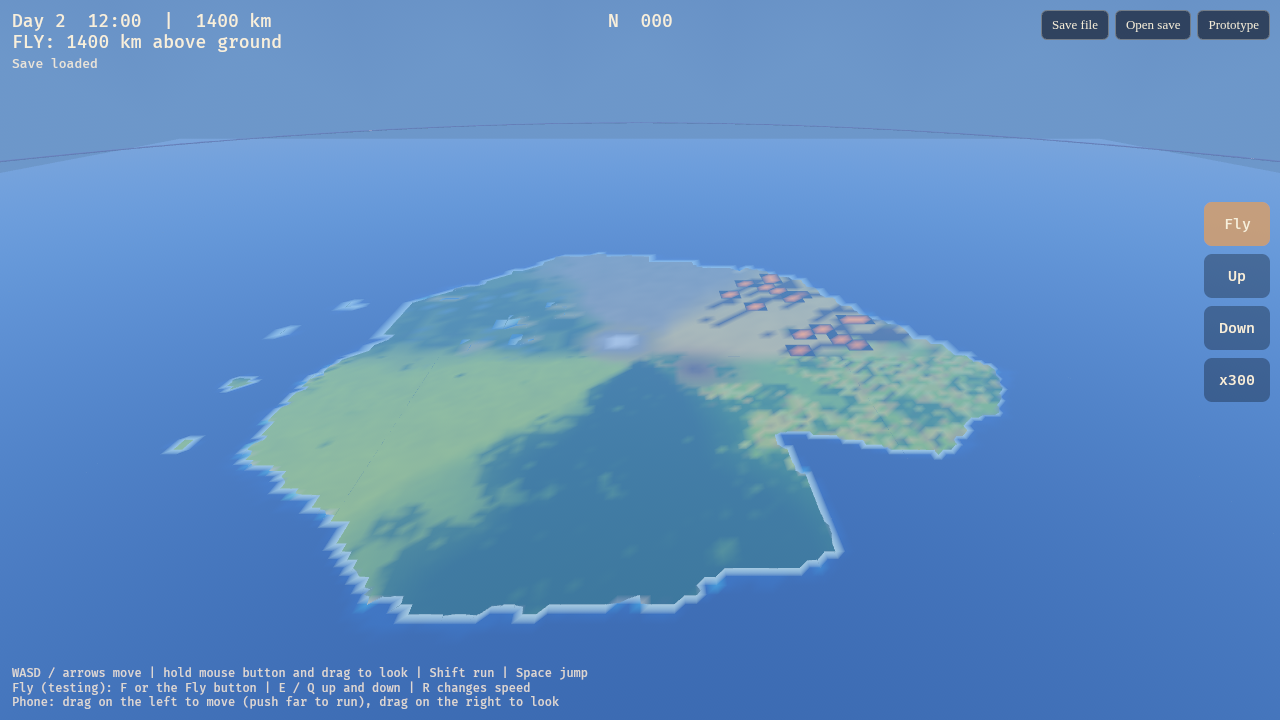 Day 2  12:00  |  1400 km
FLY: 1400 km above ground
Save loaded
N  000
Save file
Open save
Prototype
Fly
Up
Down
x300
WASD / arrows move | hold mouse button and drag to look | Shift run | Space jump
Fly (testing): F or the Fly button | E / Q up and down | R changes speed
Phone: drag on the left to move (push far to run), drag on the right to look